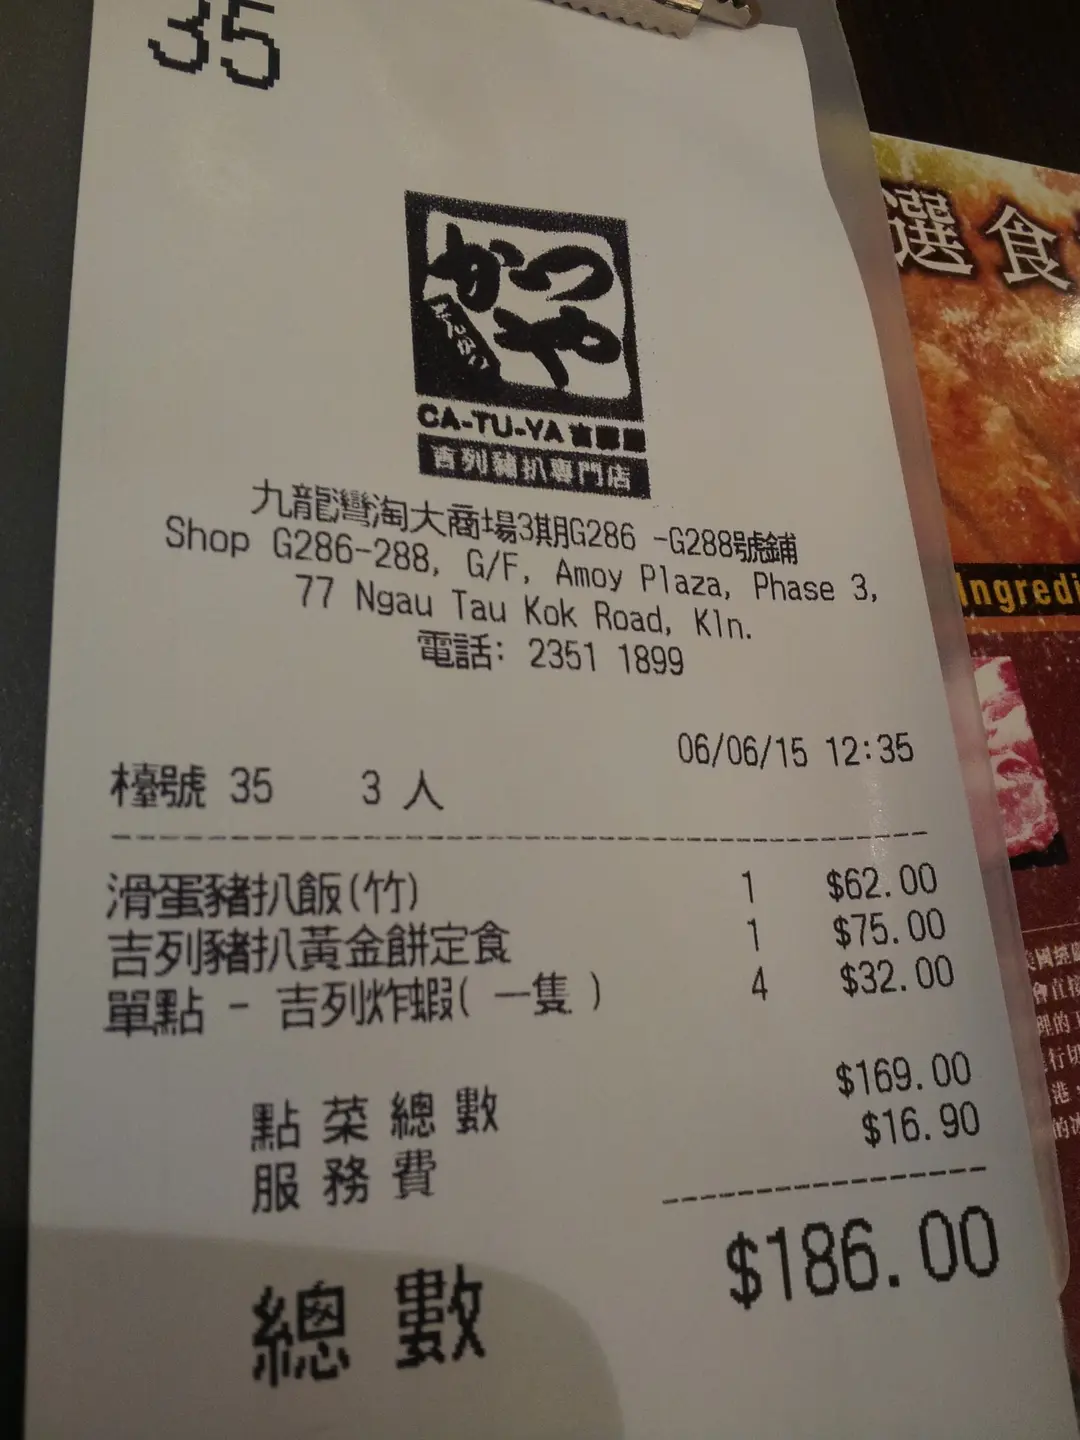 35
かつや
CA-TU-YA 吉豚屋
吉列豬扒專門店
九龍灣淘大商場3期G286 -G288號鋪
Shop G286-288, G/F, Amoy Plaza, Phase 3,
77 Ngau Tau Kok Road, Kln.
電話: 2351 1899
06/06/15 12:35
檯號 35 3 人
滑蛋豬扒飯(竹) 1 $62.00
吉列豬扒黃金餅定食 1 $75.00
單點 - 吉列炸蝦( 一隻 ) 4 $32.00
點菜總數 $169.00
服務費 $16.90
總數 $186.00
選食
Ingredi